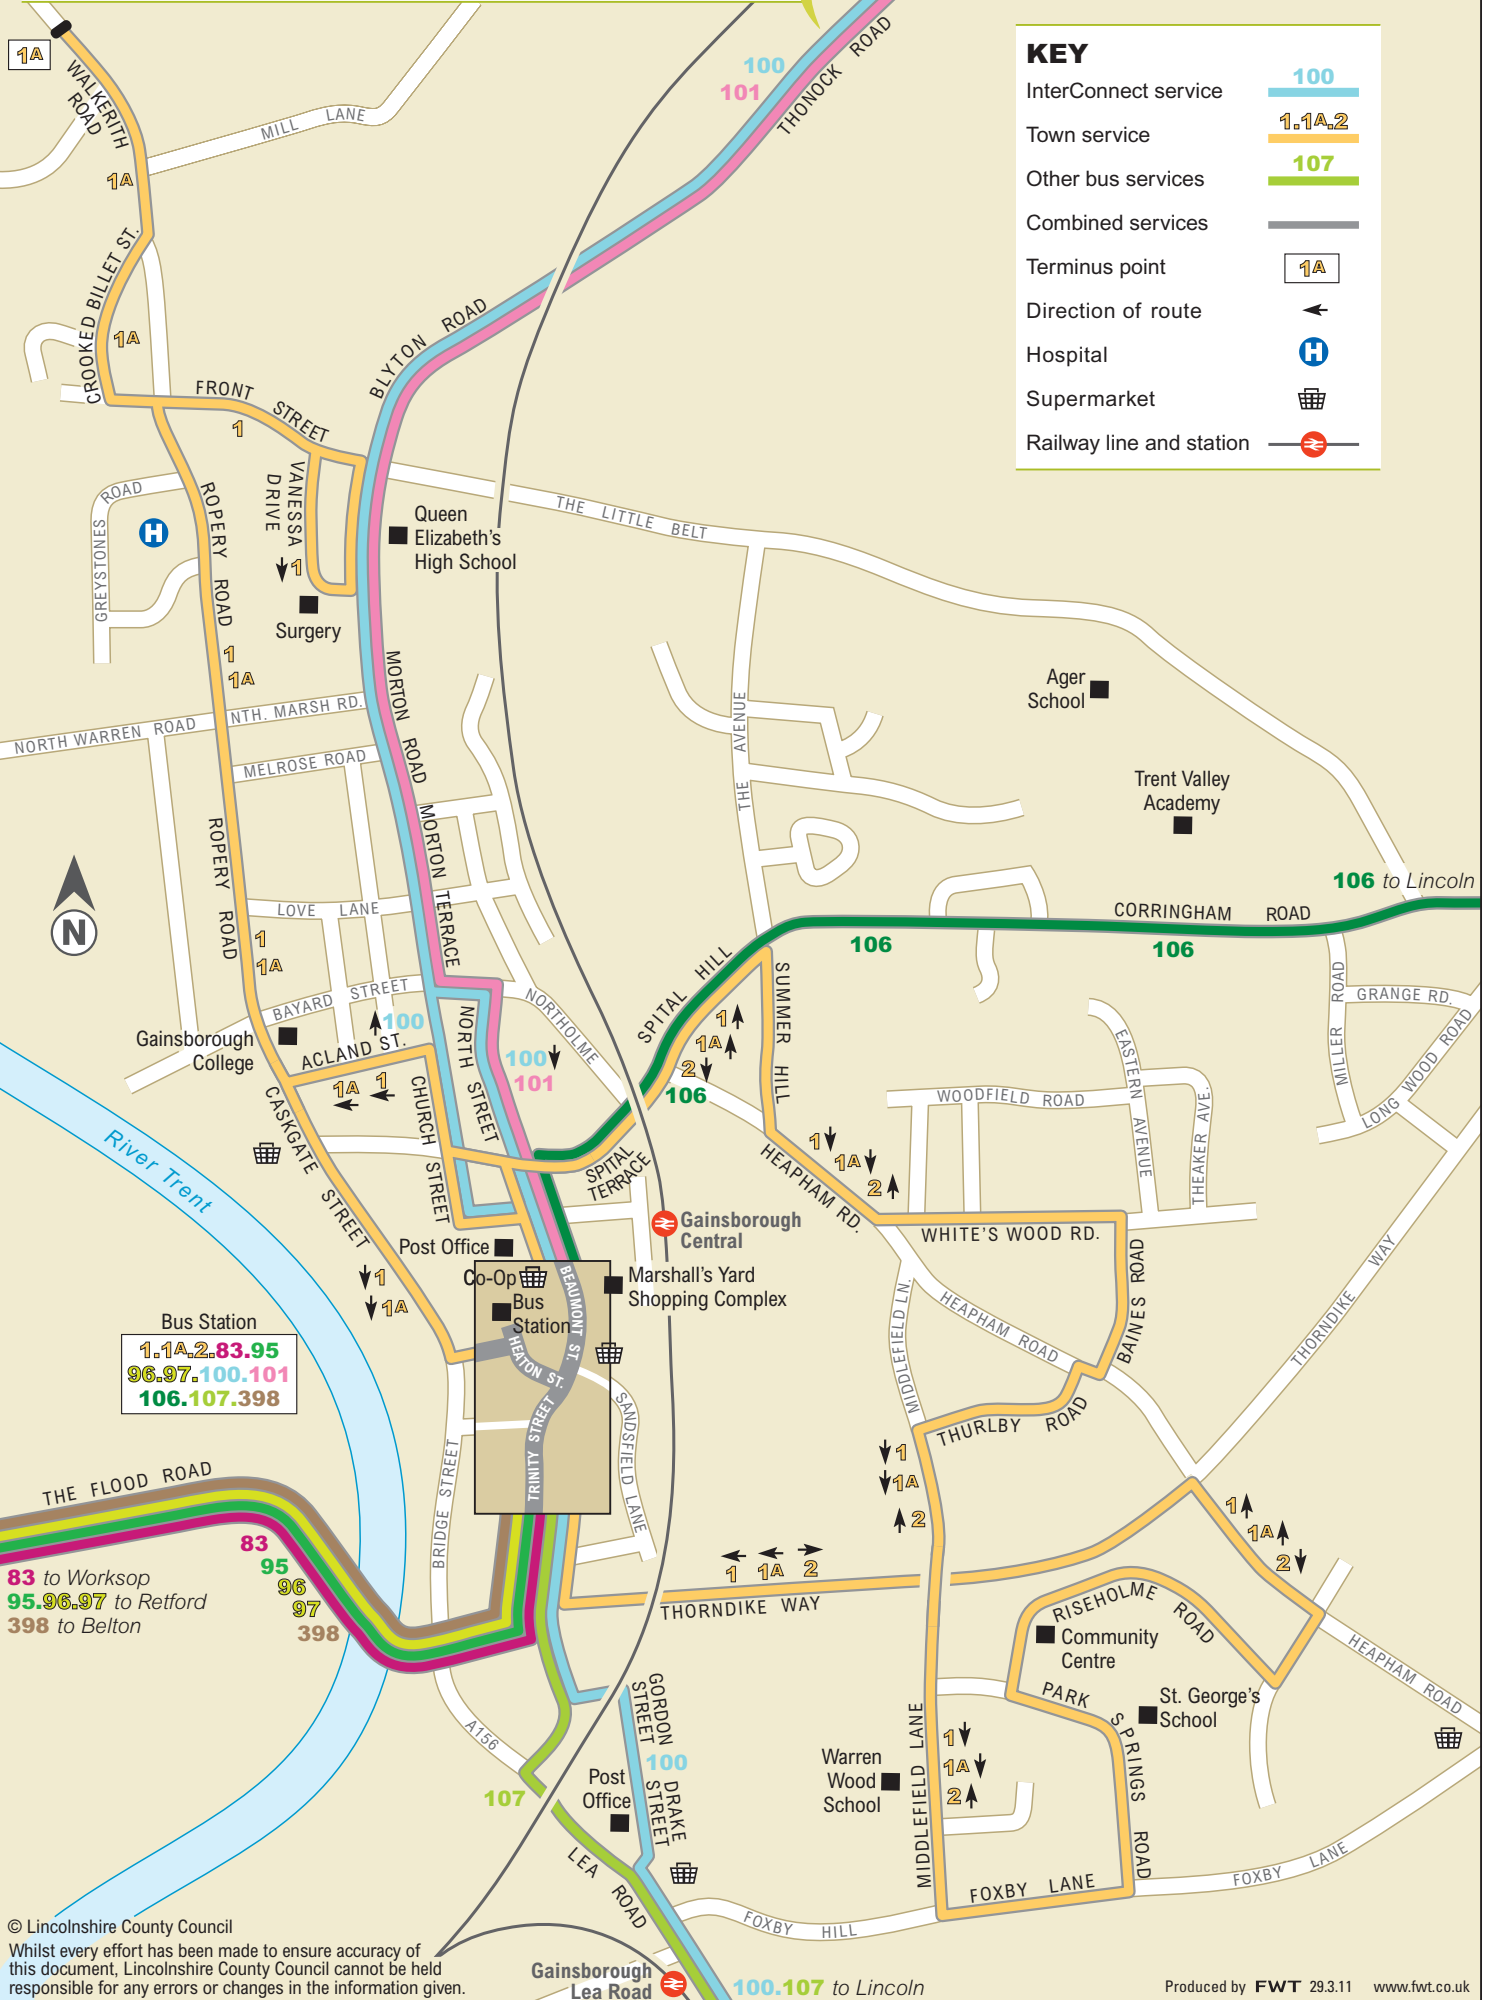 1A
WALKERITH
ROAD
MILL LANE
1A
100
101
THONOCK ROAD
KEY
InterConnect service
100
Town service
1.1A.2
Other bus services
107
Combined services
Terminus point
1A
Direction of route
Hospital
H
Supermarket
Railway line and station
CROOKED BILLET ST.
1A
FRONT STREET
1
BLYTON ROAD
VANESSA
DRIVE
1
Surgery
Queen
Elizabeth's
High School
THE LITTLE BELT
GREYSTONES ROAD
H
ROPERY ROAD
1
1A
NORTH WARREN ROAD
NTH. MARSH RD.
MELROSE ROAD
MORTON ROAD
MORTON TERRACE
THE AVENUE
Ager
School
Trent Valley
Academy
106 to Lincoln
CORRINGHAM ROAD
106
106
ROPERY ROAD
LOVE LANE
1
1A
N
BAYARD STREET
100
Gainsborough
College
ACLAND ST.
1A
1
CHURCH STREET
NORTH STREET
100
101
NORTHOLME
SPITAL HILL
1
1A
2
106
SUMMER HILL
SPITAL
TERRACE
GRANGE RD.
MILLER ROAD
LONG WOOD ROAD
EASTERN AVENUE
WOODFIELD ROAD
THEAKER AVE.
River Trent
CASKGATE STREET
1
1A
1
1A
2
HEAPHAM RD.
WHITE'S WOOD RD.
BAINES ROAD
THORNDIKE WAY
Gainsborough
Central
Post Office
Co-Op
Bus
Station
Marshall's Yard
Shopping Complex
BEAUMONT ST.
HEATON ST.
TRINITY STREET
SANDSFIELD LANE
BRIDGE STREET
Bus Station
1.1A.2.83.95
96.97.100.101
106.107.398
MIDDLEFIELD LN.
HEAPHAM ROAD
THURLBY ROAD
1
1A
2
THE FLOOD ROAD
83
95
96
97
398
83 to Worksop
95.96.97 to Retford
398 to Belton
1
1A
2
THORNDIKE WAY
1
1A
2
RISEHOLME ROAD
Community
Centre
HEAPHAM ROAD
PARK SPRINGS ROAD
St. George's
School
A156
107
GORDON
STREET
100
DRAKE
STREET
Post
Office
LEA ROAD
Warren
Wood
School
MIDDLEFIELD LANE
1
1A
2
FOXBY LANE
FOXBY LANE
FOXBY HILL
© Lincolnshire County Council
Whilst every effort has been made to ensure accuracy of
this document, Lincolnshire County Council cannot be held
responsible for any errors or changes in the information given.
Gainsborough
Lea Road
100.107 to Lincoln
Produced by FWT 29.3.11 www.fwt.co.uk